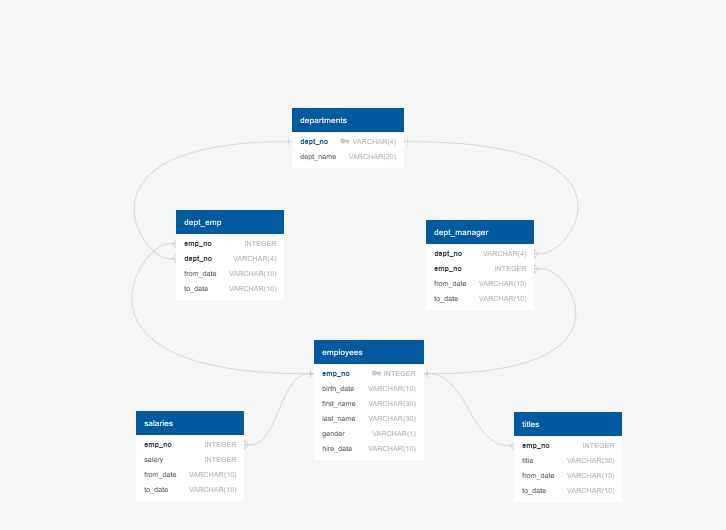 departments
dept_no VARCHAR(4)
dept_name VARCHAR(20)
dept_emp
emp_no INTEGER
dept_no VARCHAR(4)
from_date VARCHAR(10)
to_date VARCHAR(10)
dept_manager
dept_no VARCHAR(4)
emp_no INTEGER
from_date VARCHAR(10)
to_date VARCHAR(10)
employees
emp_no INTEGER
birth_date VARCHAR(10)
first_name VARCHAR(30)
last_name VARCHAR(30)
gender VARCHAR(1)
hire_date VARCHAR(10)
salaries
emp_no INTEGER
salary INTEGER
from_date VARCHAR(10)
to_date VARCHAR(10)
titles
emp_no INTEGER
title VARCHAR(30)
from_date VARCHAR(10)
to_date VARCHAR(10)